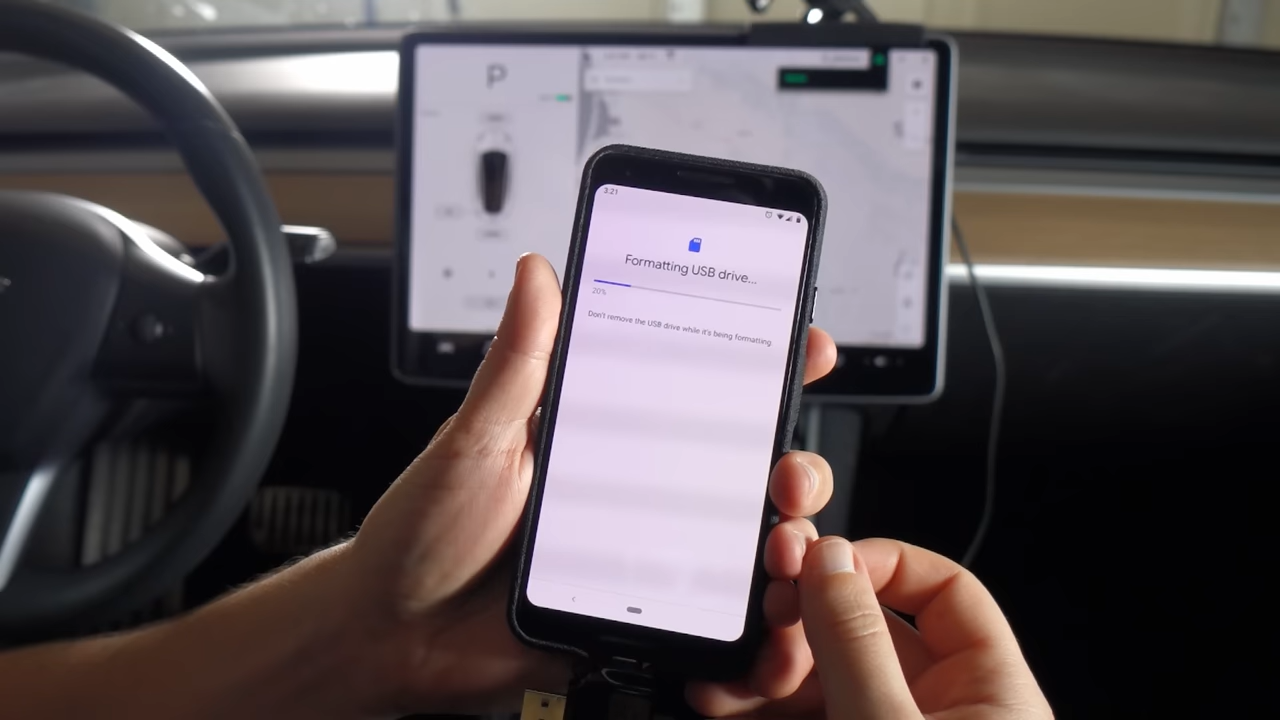 P
3:21
Formatting USB drive...
20%
Don't remove the USB drive while it's being formatting